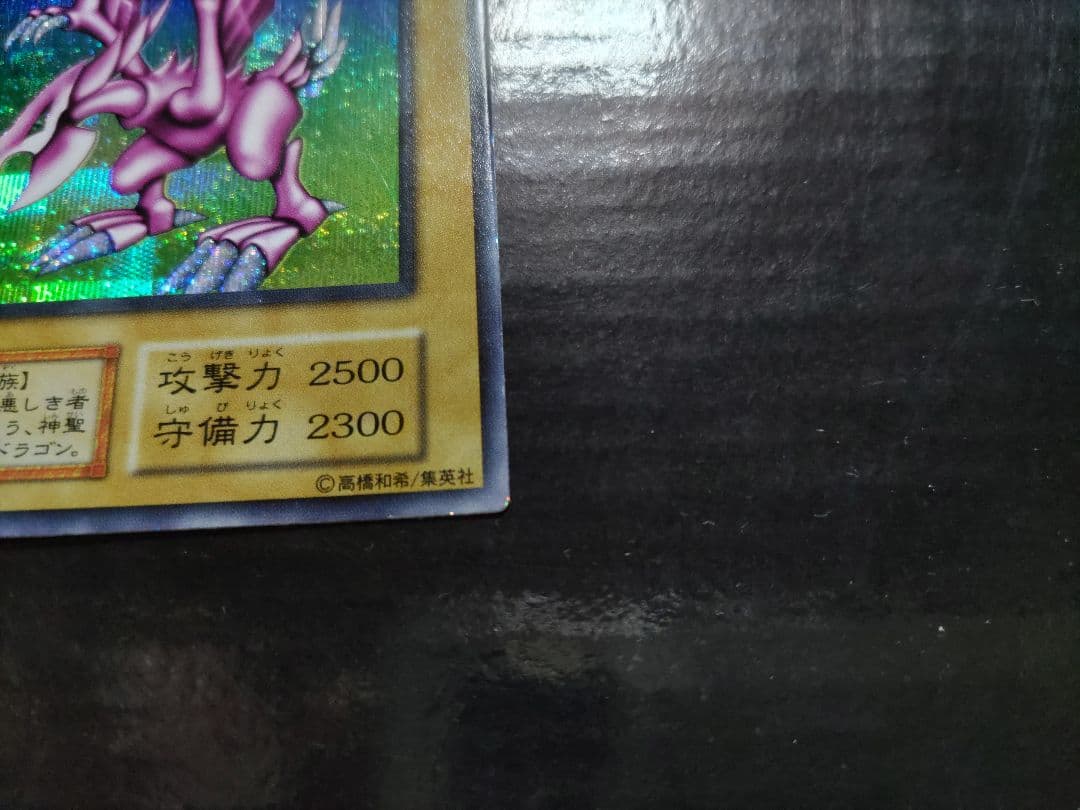 族】
悪しき者
う、神聖
ドラゴン。
こうげきりょく
攻撃力 2500
しゅびりょく
守備力 2300
©高橋和希/集英社